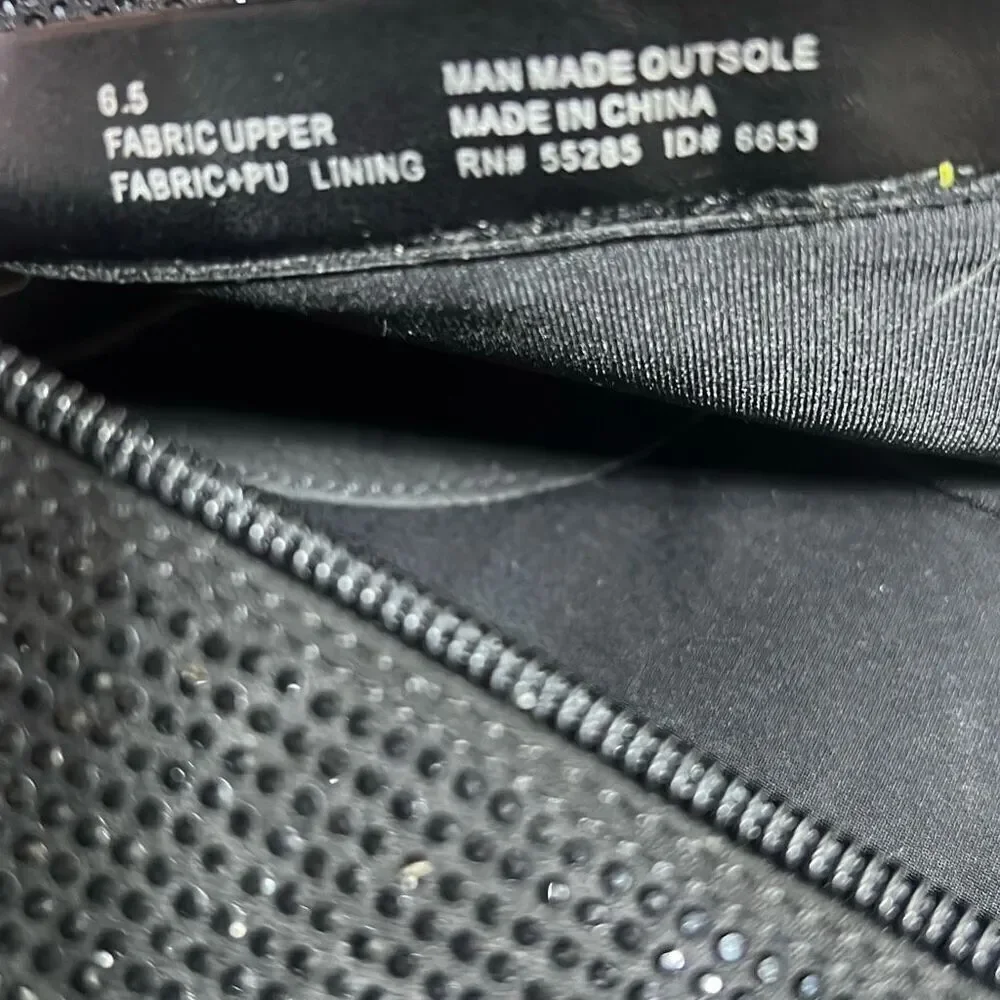 6.5
FABRIC UPPER
FABRIC+PU LINING
MAN MADE OUTSOLE
MADE IN CHINA
RN# 55285 ID# 6653